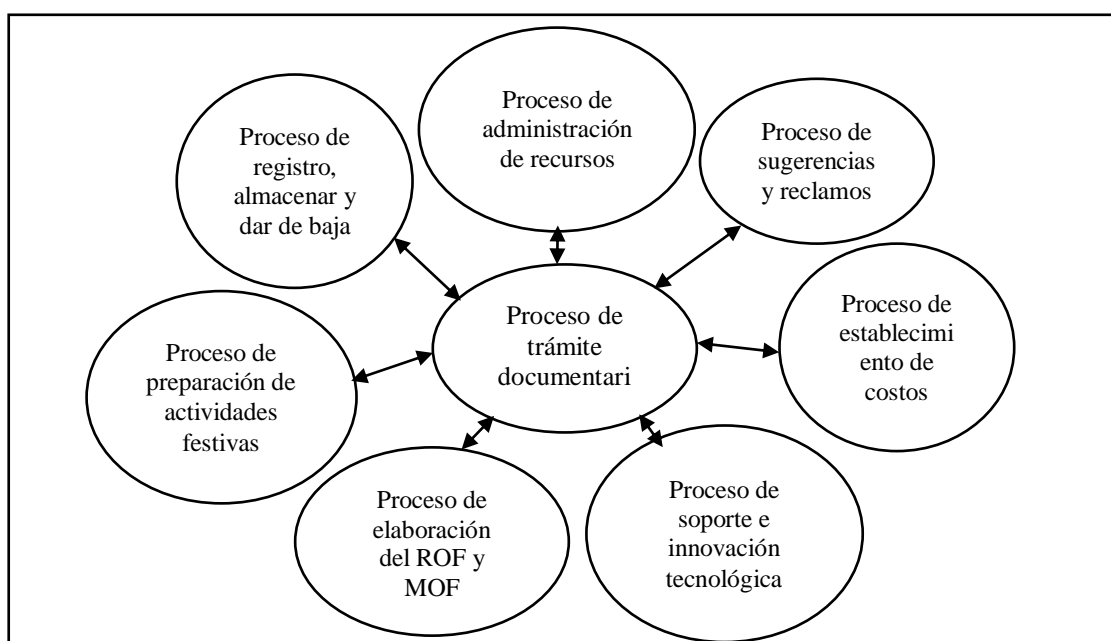 Proceso de
administración
de recursos
Proceso de
sugerencias
y reclamos
Proceso de
registro,
almacenar y
dar de baja
Proceso de
trámite
documentari
Proceso de
establecimi
ento de
costos
Proceso de
preparación de
actividades
festivas
Proceso de
elaboración
del ROF y
MOF
Proceso de
soporte e
innovación
tecnológica